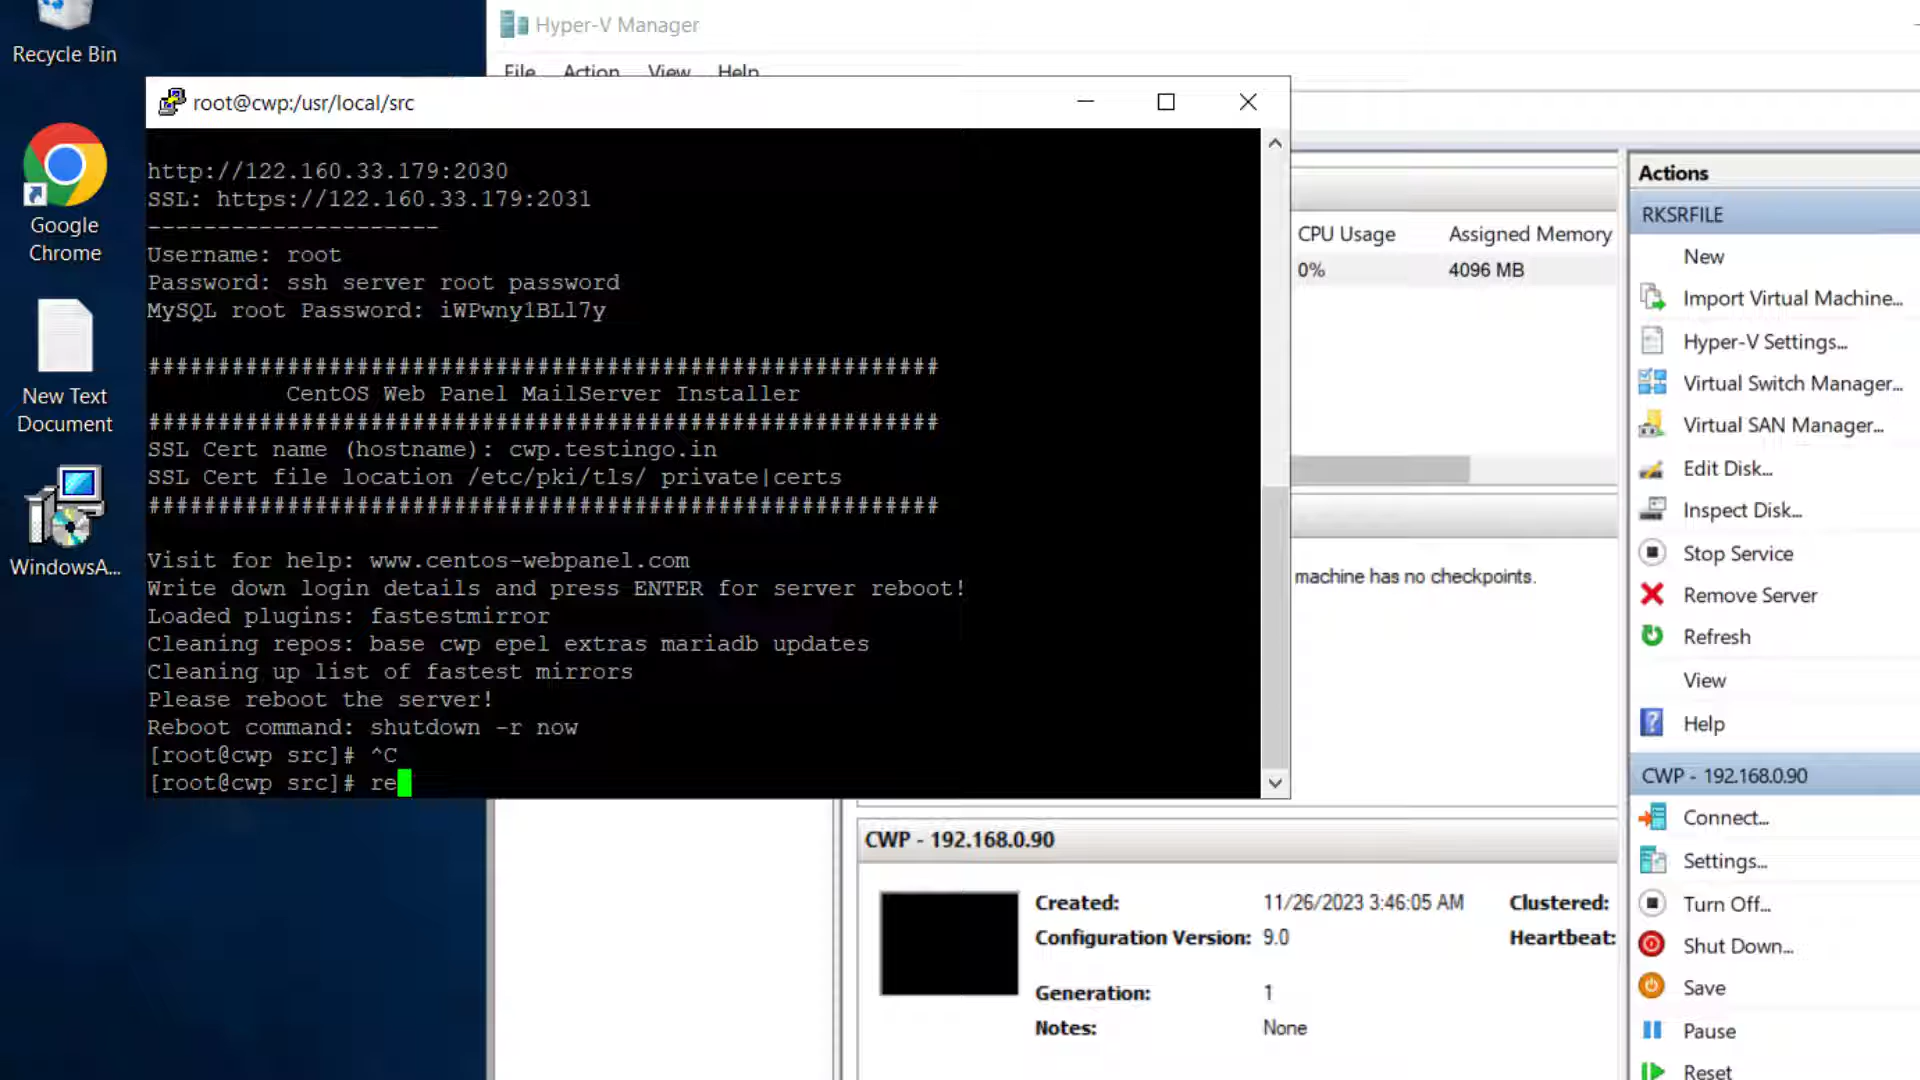 Recycle Bin
Google
Chrome
New Text
Document
WindowsA...
Hyper-V Manager
File Action View Help
root@cwp:/usr/local/src
http://122.160.33.179:2030
SSL: https://122.160.33.179:2031
---------------------
Username: root
Password: ssh server root password
MySQL root Password: iWPwny1BLl7y
#########################################################
CentOS Web Panel MailServer Installer
#########################################################
SSL Cert name (hostname): cwp.testingo.in
SSL Cert file location /etc/pki/tls/ private|certs
#########################################################
Visit for help: www.centos-webpanel.com
Write down login details and press ENTER for server reboot!
Loaded plugins: fastestmirror
Cleaning repos: base cwp epel extras mariadb updates
Cleaning up list of fastest mirrors
Please reboot the server!
Reboot command: shutdown -r now
[root@cwp src]# ^C
[root@cwp src]# re
CPU Usage Assigned Memory
0% 4096 MB
machine has no checkpoints.
CWP - 192.168.0.90
Created: 11/26/2023 3:46:05 AM Clustered:
Configuration Version: 9.0 Heartbeat:
Generation: 1
Notes: None
Actions
RKSRFILE
New
Import Virtual Machine...
Hyper-V Settings...
Virtual Switch Manager...
Virtual SAN Manager...
Edit Disk...
Inspect Disk...
Stop Service
Remove Server
Refresh
View
Help
CWP - 192.168.0.90
Connect...
Settings...
Turn Off...
Shut Down...
Save
Pause
Reset